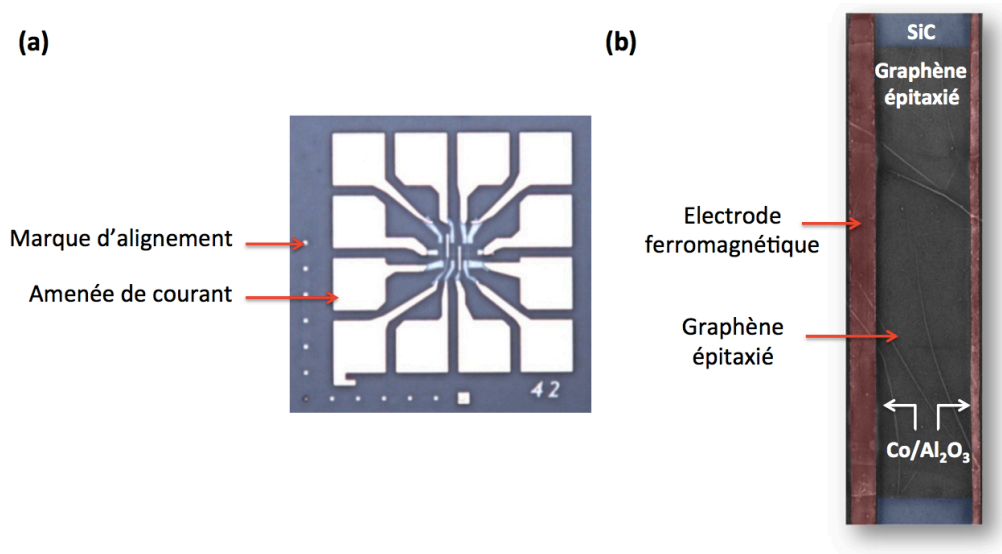 (a)
Marque d'alignement
Amenée de courant
42
(b)
SiC
Graphène
épitaxié
Electrode
ferromagnétique
Graphène
épitaxié
Co/Al₂O₃